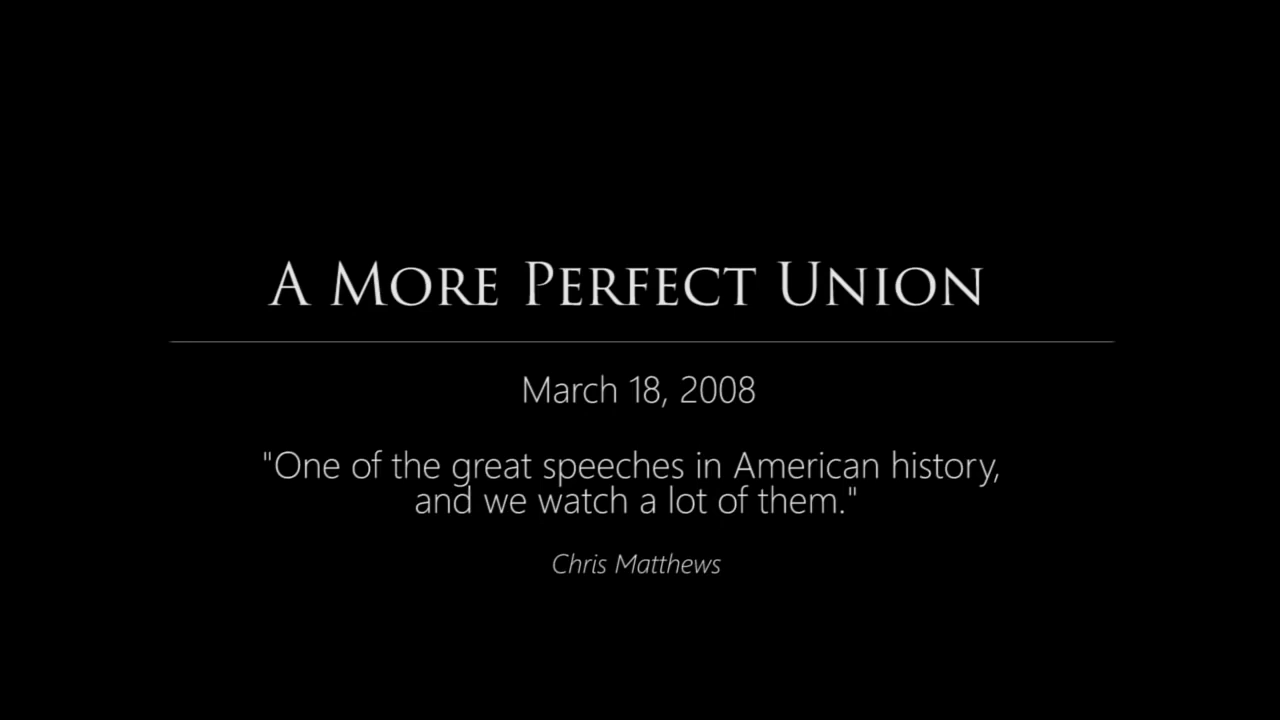 A More Perfect Union
March 18, 2008
"One of the great speeches in American history,
and we watch a lot of them."
Chris Matthews